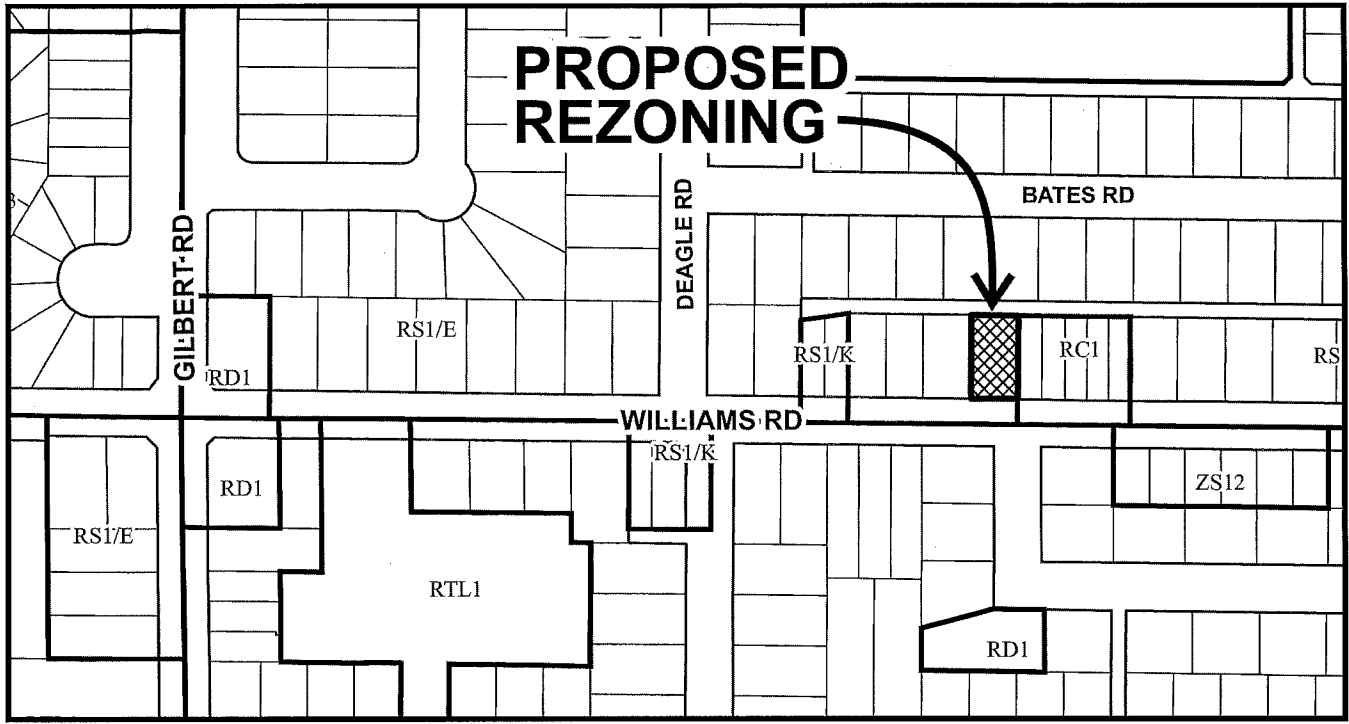 PROPOSED
REZONING
BATES RD
DEAGLE RD
GILBERT RD
RS1/E
RD1
RS1/K
RC1
RS
WILLIAMS RD
RS1/K
RD1
ZS12
RS1/E
RTL1
RD1